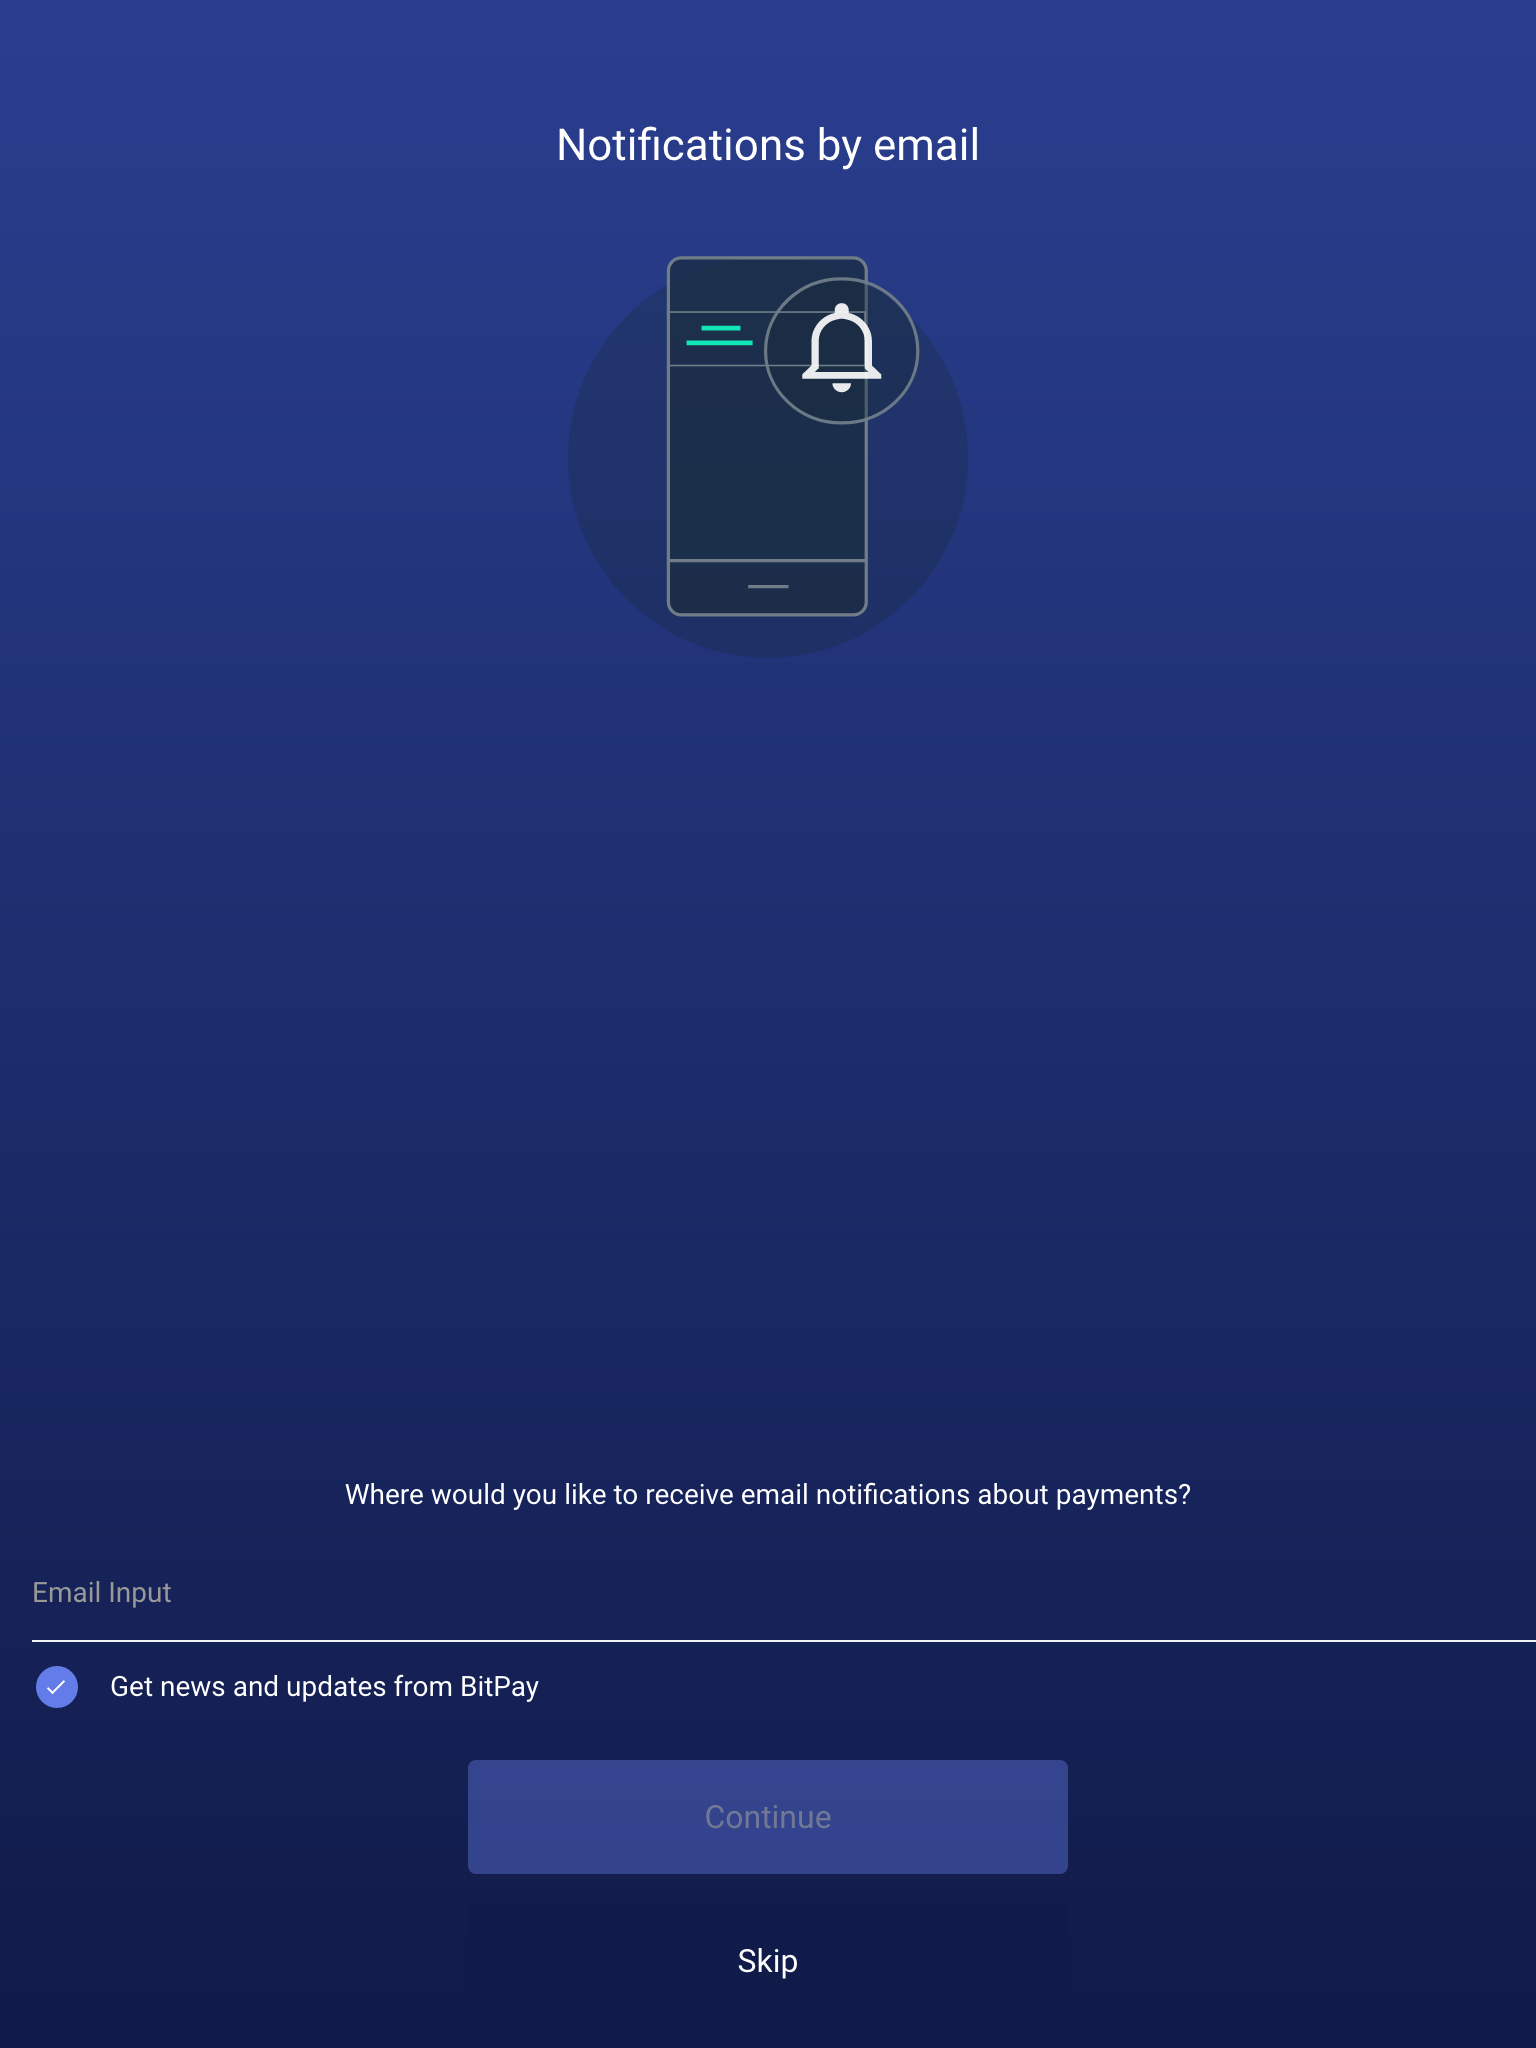 Notifications by email
Where would you like to receive email notifications about payments?
Email Input
Get news and updates from BitPay
Continue
Skip